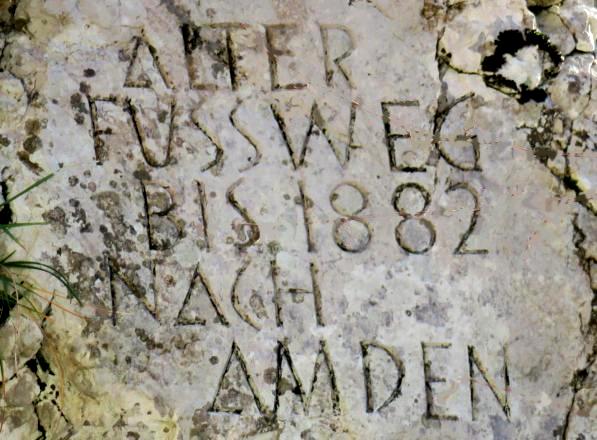 ALTER
FUSSWEG
BIS 1882
NACH
AMDEN